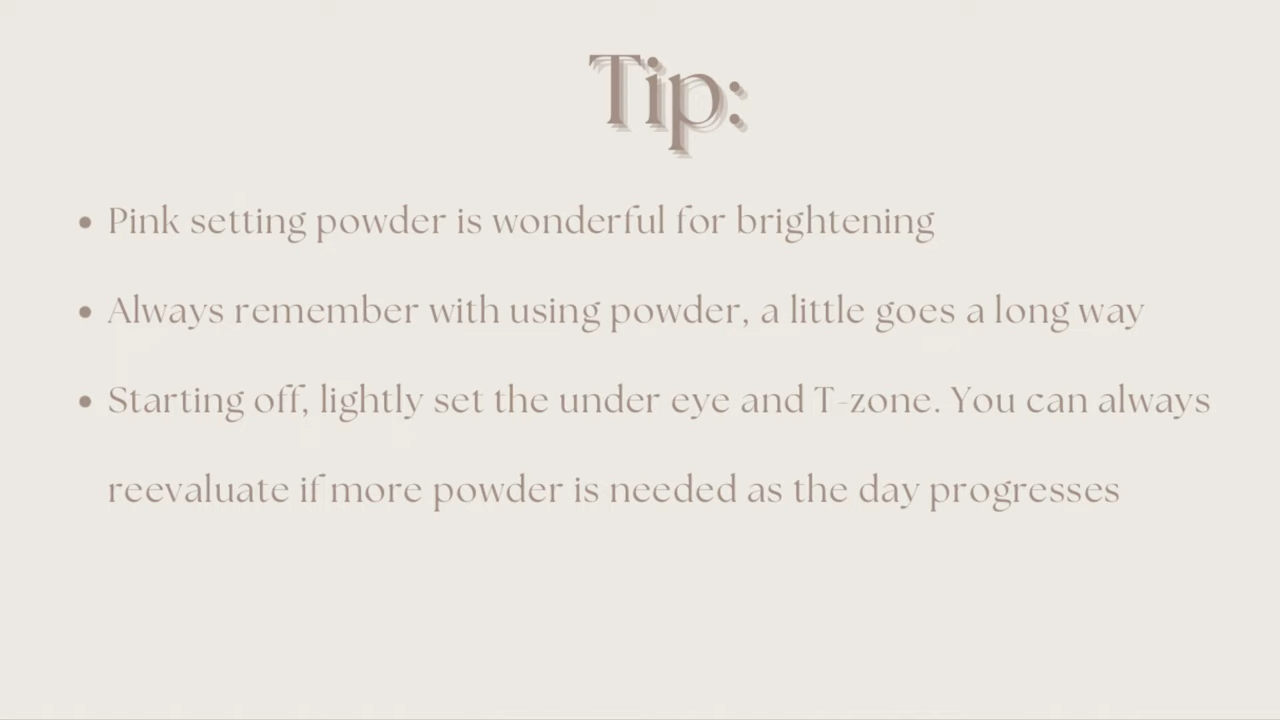 Tip:
• Pink setting powder is wonderful for brightening
• Always remember with using powder, a little goes a long way
• Starting off, lightly set the under eye and T-zone. You can always
reevaluate if more powder is needed as the day progresses